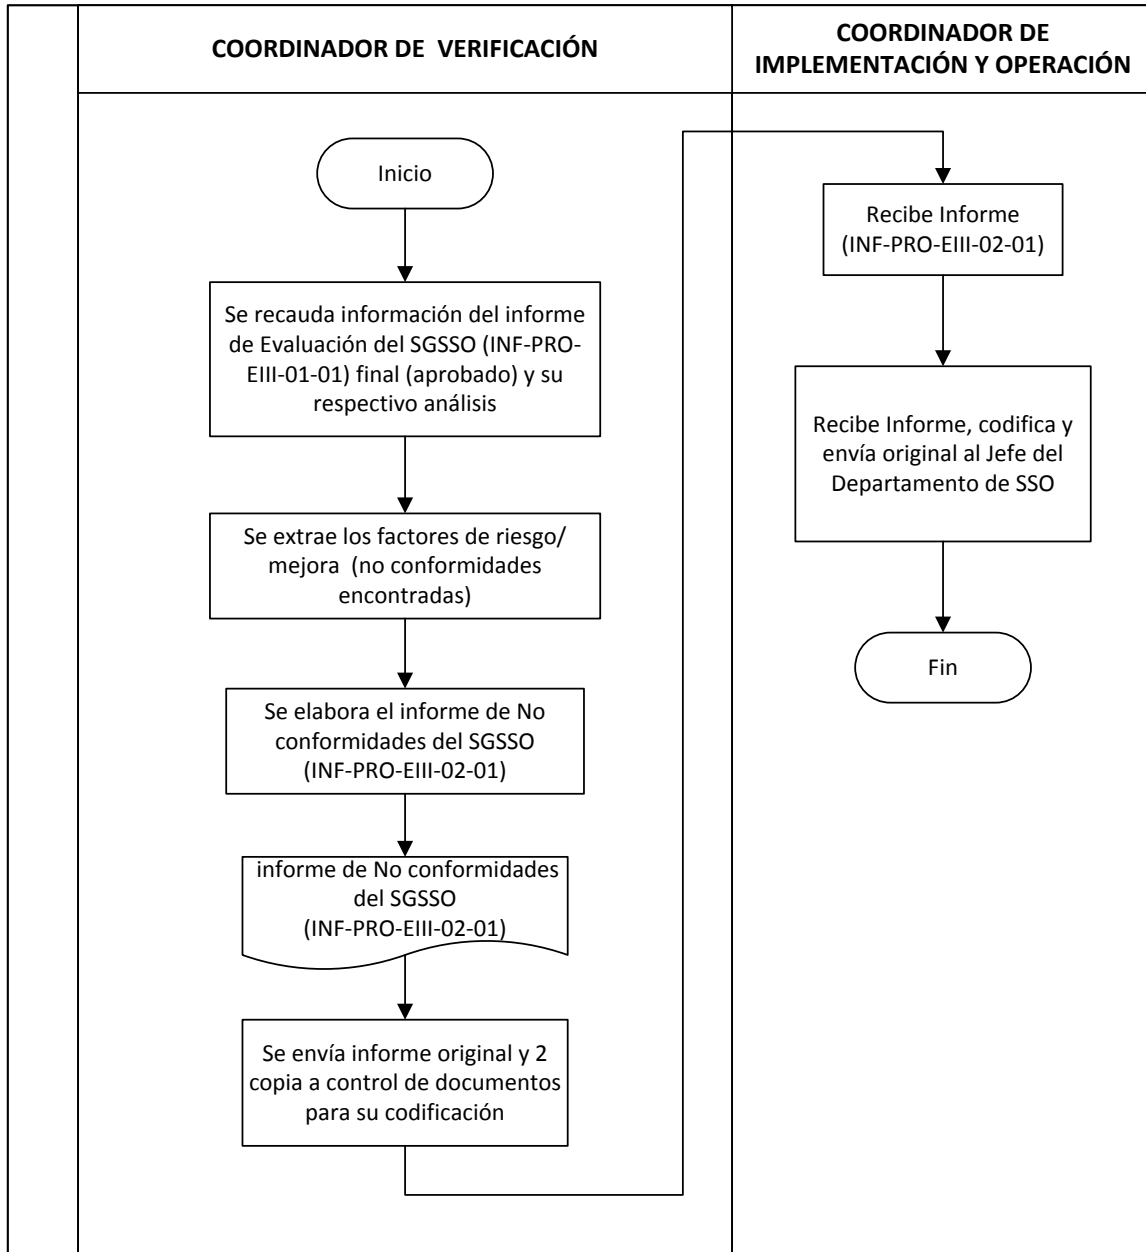 COORDINADOR DE VERIFICACIÓN
COORDINADOR DE
IMPLEMENTACIÓN Y OPERACIÓN
Inicio
Se recauda información del informe
de Evaluación del SGSSO (INF-PRO-
EIII-01-01) final (aprobado) y su
respectivo análisis
Se extrae los factores de riesgo/
mejora (no conformidades
encontradas)
Se elabora el informe de No
conformidades del SGSSO
(INF-PRO-EIII-02-01)
informe de No conformidades
del SGSSO
(INF-PRO-EIII-02-01)
Se envía informe original y 2
copia a control de documentos
para su codificación
Recibe Informe
(INF-PRO-EIII-02-01)
Recibe Informe, codifica y
envía original al Jefe del
Departamento de SSO
Fin